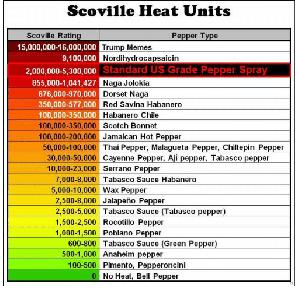 Scoville Heat Units
Scoville Rating Pepper Type
15,000,000-16,000,000 Trump Memes
9,100,000 Nordihydrocapsaicin
2,000,000-5,300,000 Standard US Grade Pepper Spray
855,000-1,041,427 Naga Jolokia
876,000-970,000 Dorset Naga
350,000-577,000 Red Savina Habanero
100,000-350,000 Habanero Chile
100,000-350,000 Scotch Bonnet
100,000-200,000 Jamaican Hot Pepper
50,000-100,000 Thai Pepper, Malagueta Pepper, Chiltepin Pepper
30,000-50,000 Cayenne Pepper, Aji pepper, Tabasco pepper
10,000-23,000 Serrano Pepper
7,000-8,000 Tabasco Sauce Habanero
5,000-10,000 Wax Pepper
2,500-8,000 Jalapeño Pepper
2,500-5,000 Tabasco Sauce (Tabasco pepper)
1,500-2,500 Rocotillo Pepper
1,000-1,500 Poblano Pepper
600-800 Tabasco Sauce (Green Pepper)
500-1,000 Anaheim pepper
100-500 Pimento, Pepperoncini
0 No Heat, Bell Pepper